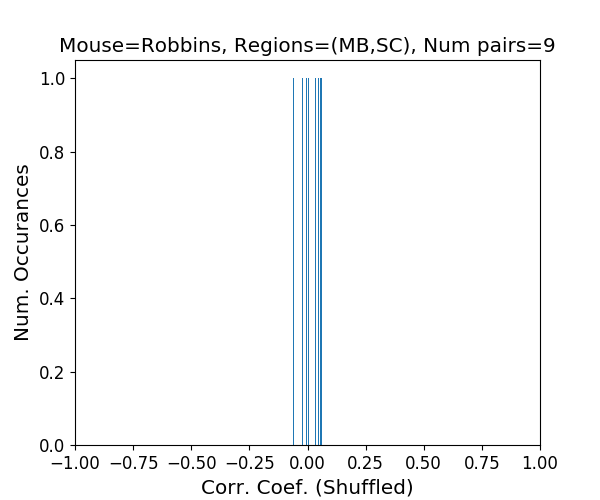 Mouse=Robbins, Regions=(MB,SC), Num pairs=9
1.0
0.8
0.6
0.4
0.2
0.0
Num. Occurances
−1.00 −0.75 −0.50 −0.25 0.00 0.25 0.50 0.75 1.00
Corr. Coef. (Shuffled)